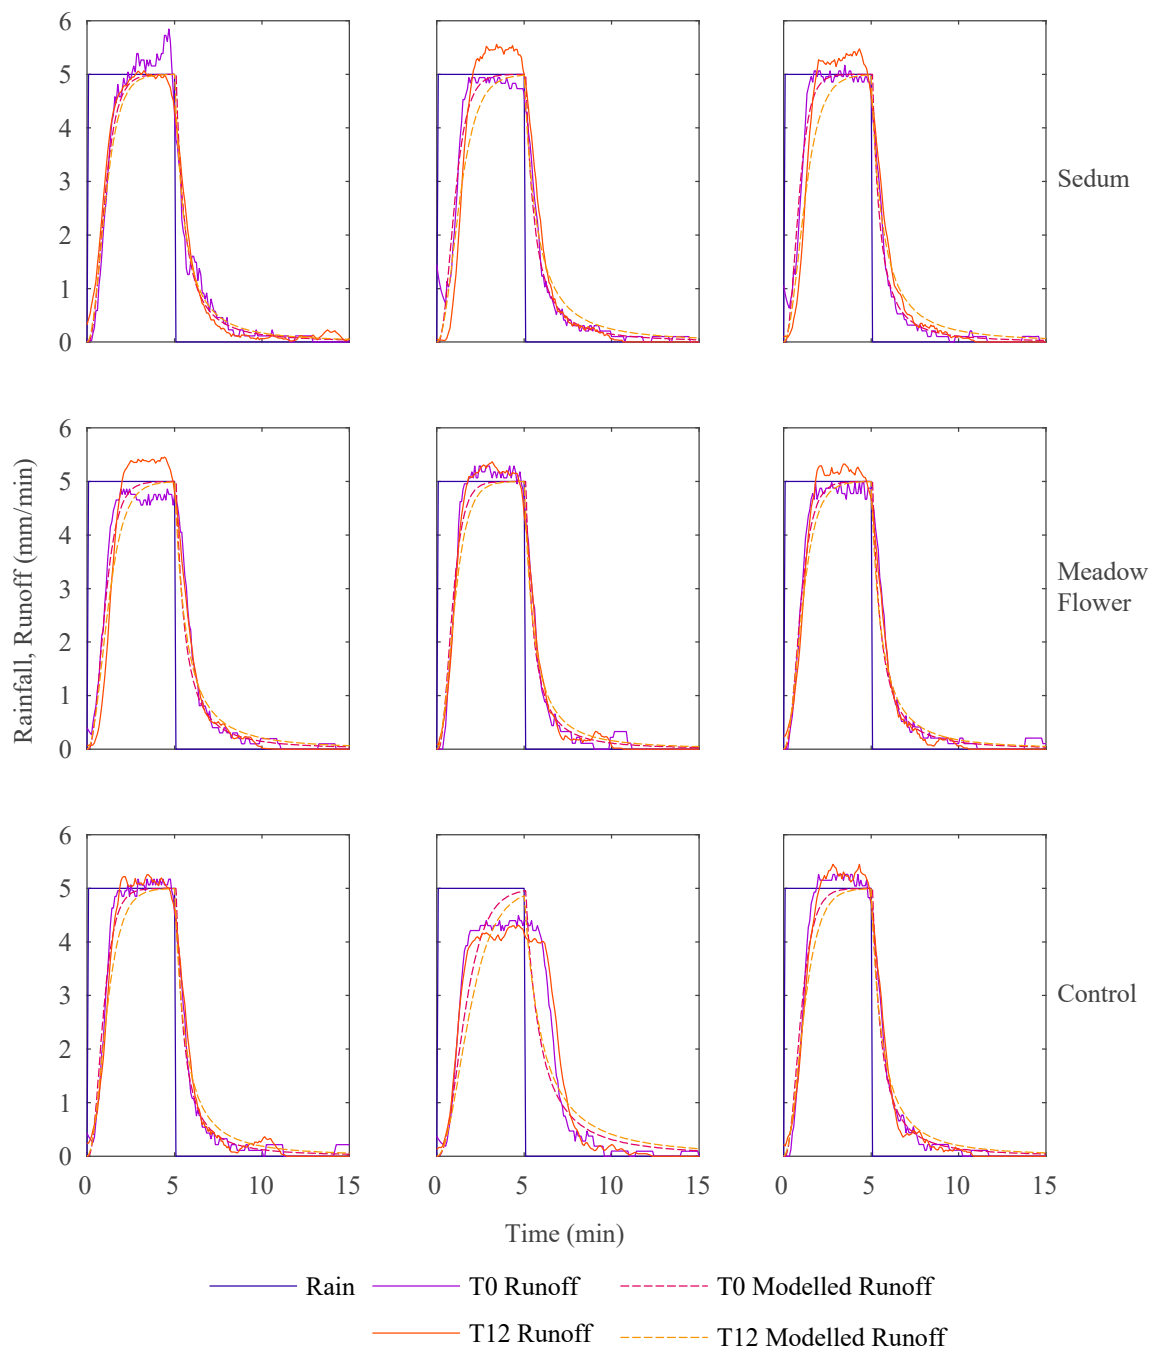 6
5
4
3
2
1
0
Sedum
6
5
4
3
2
1
0
Meadow
Flower
Rainfall, Runoff (mm/min)
6
5
4
3
2
1
0
Control
0 5 10 15 0 5 10 15 0 5 10 15
Time (min)
Rain T0 Runoff T0 Modelled Runoff
T12 Runoff T12 Modelled Runoff